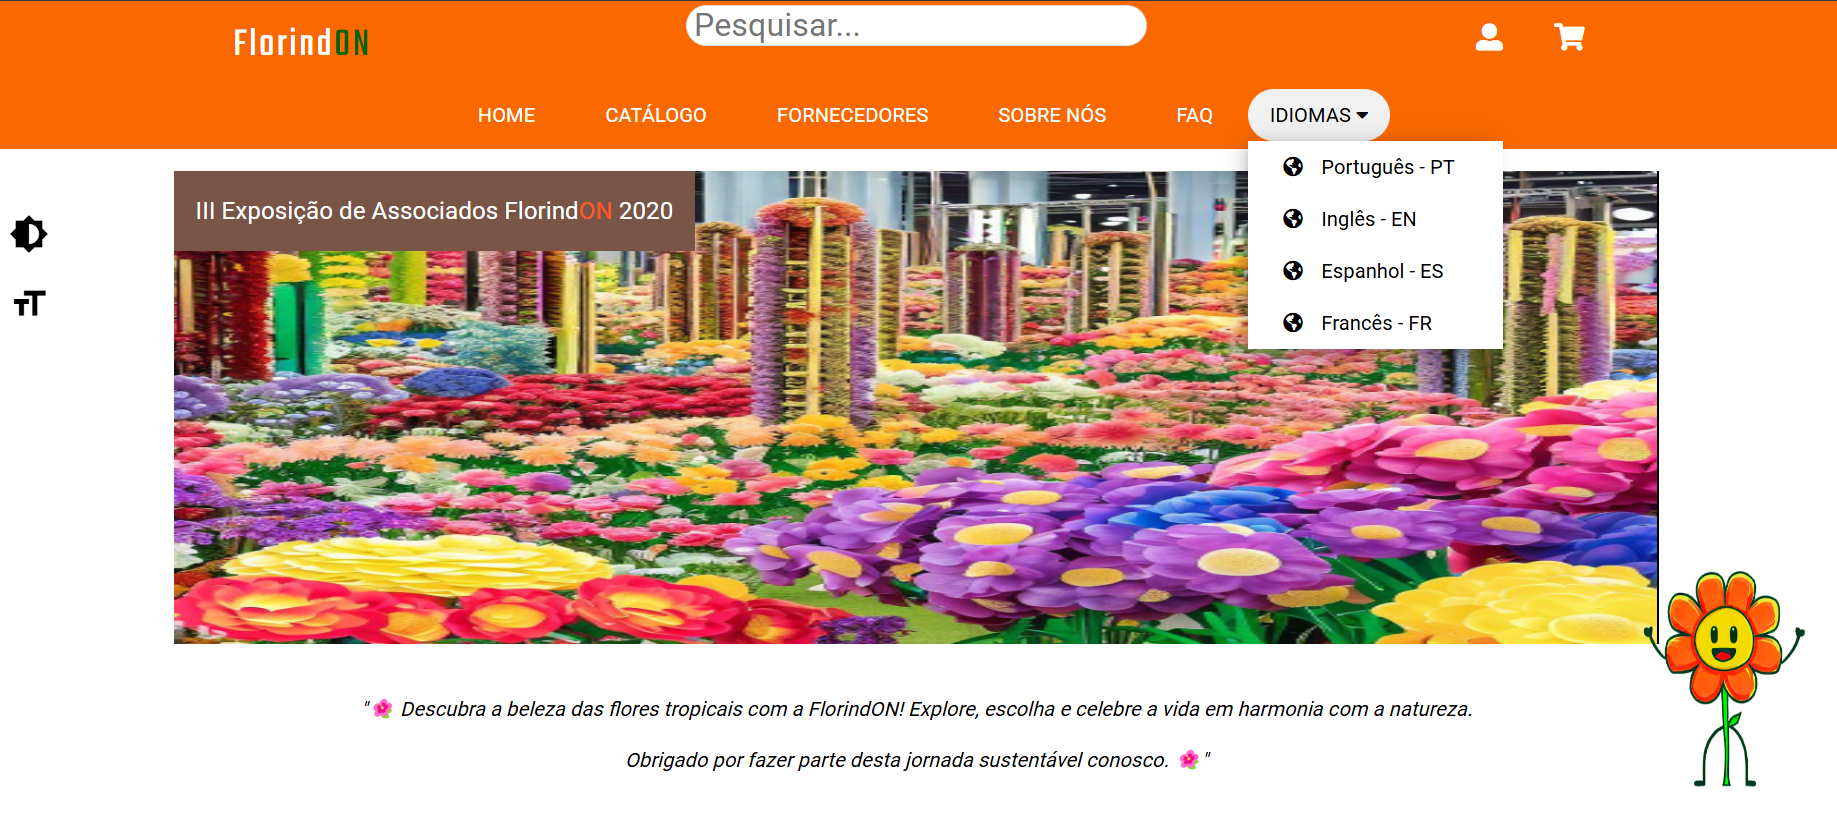 FlorindON
Pesquisar...
HOME
CATÁLOGO
FORNECEDORES
SOBRE NÓS
FAQ
IDIOMAS
Português - PT
Inglês - EN
Espanhol - ES
Francês - FR
III Exposição de Associados FlorindON 2020
TT
"🌺 Descubra a beleza das flores tropicais com a FlorindON! Explore, escolha e celebre a vida em harmonia com a natureza.
Obrigado por fazer parte desta jornada sustentável conosco. 🌺"